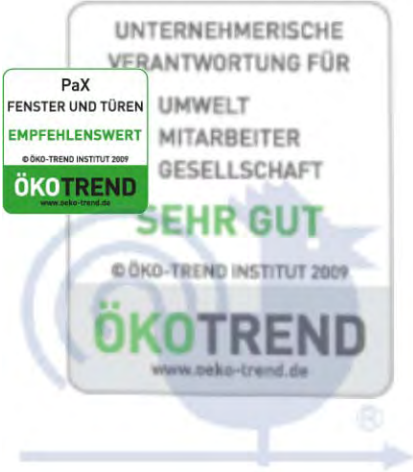 UNTERNEHMERISCHE
VERANTWORTUNG FÜR
UMWELT
MITARBEITER
GESELLSCHAFT
SEHR GUT
© ÖKO-TREND INSTITUT 2009
ÖKOTREND
www.oeko-trend.de
PaX
FENSTER UND TÜREN
EMPFEHLENSWERT
© ÖKO-TREND INSTITUT 2009
ÖKOTREND
www.oeko-trend.de
®